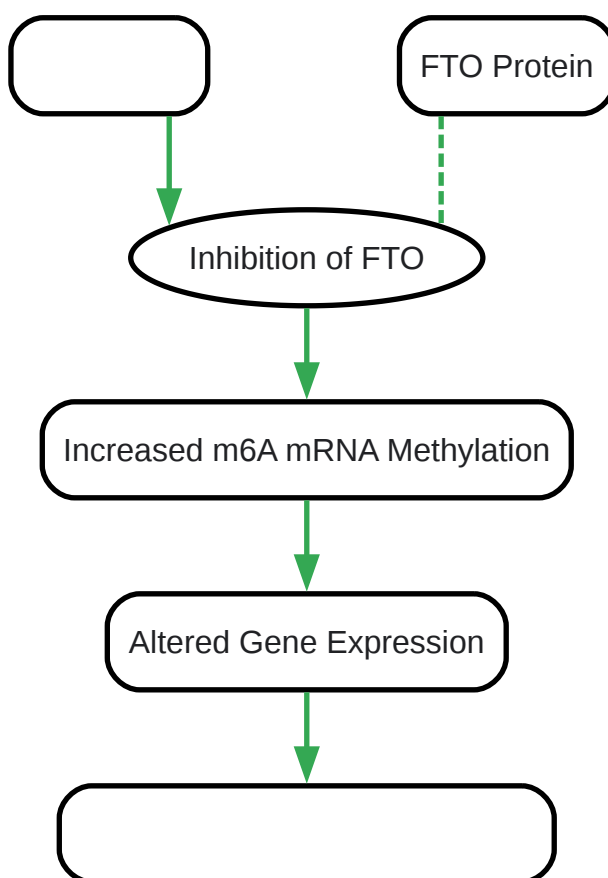 FTO Protein
Inhibition of FTO
Increased m6A mRNA Methylation
Altered Gene Expression